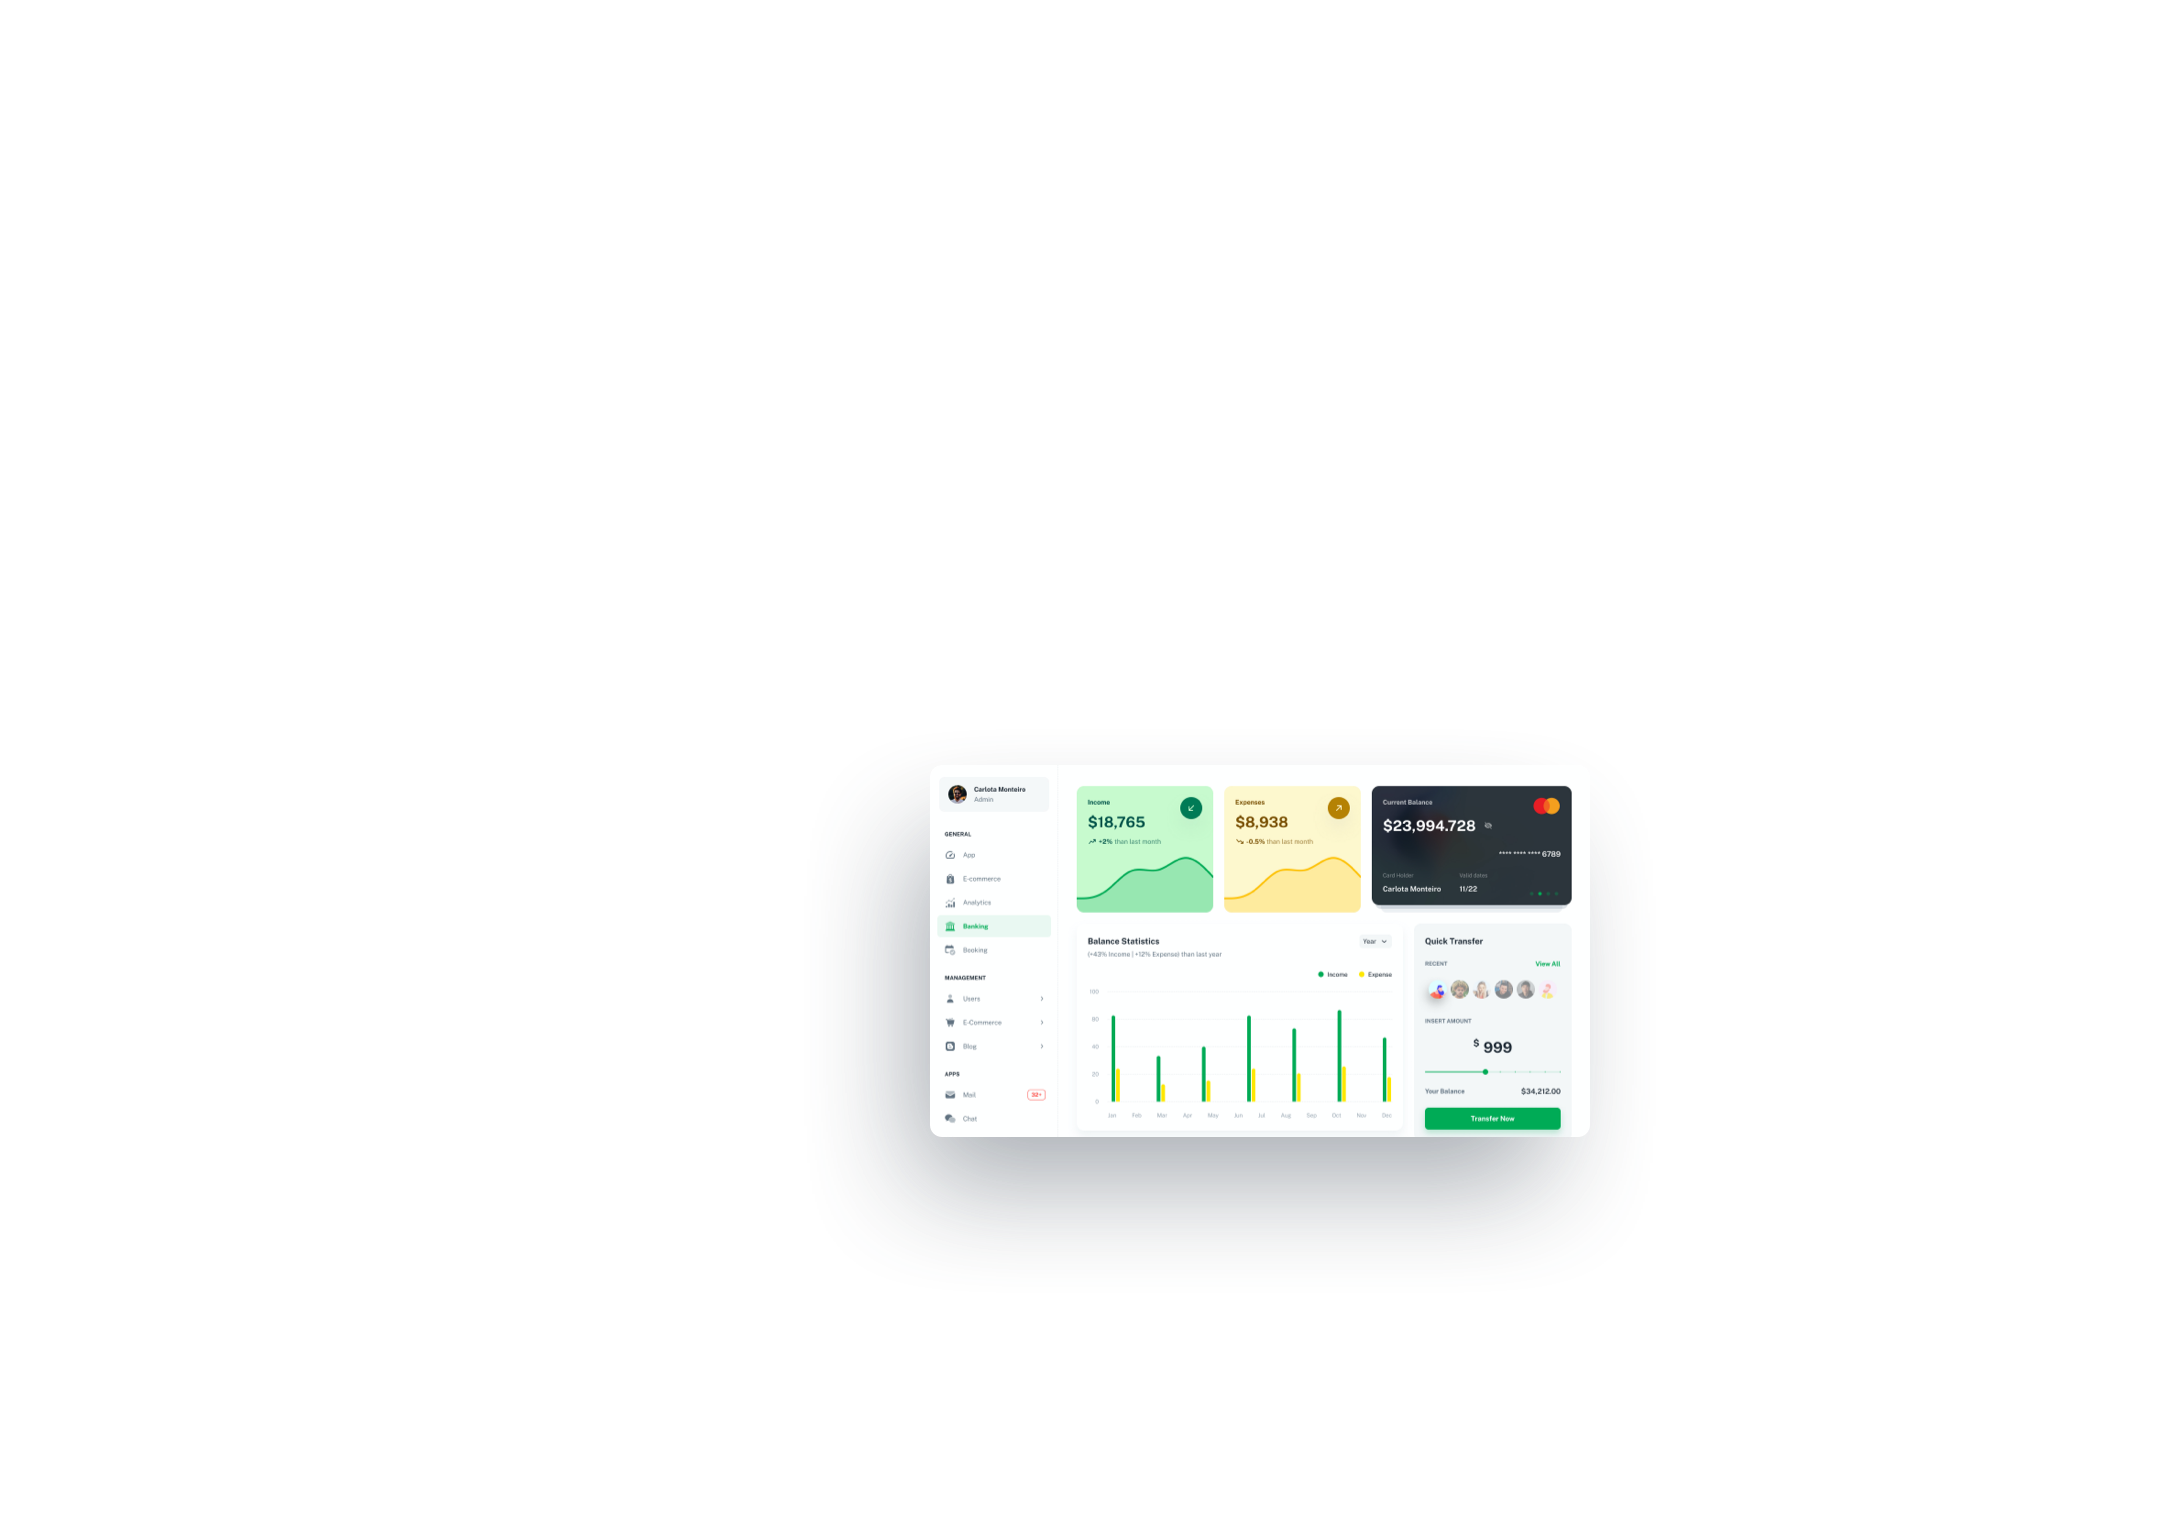 Carlota Monteiro
Admin
GENERAL
App
E-commerce
Analytics
Banking
Booking
MANAGEMENT
Users
E-Commerce
Blog
APPS
Mail 32+
Chat
Income
$18,765
+2% than last month
Expenses
$8,938
-0.5% than last month
Current Balance
$23,994.728
**** **** **** 6789
Card Holder Valid dates
Carlota Monteiro 11/22
Balance Statistics
Year
(+43% Income | +12% Expense) than last year
Income Expense
100
80
40
20
0
Jan Feb Mar Apr May Jun Jul Aug Sep Oct Nov Dec
Quick Transfer
RECENT View All
INSERT AMOUNT
$ 999
Your Balance $34,212.00
Transfer Now